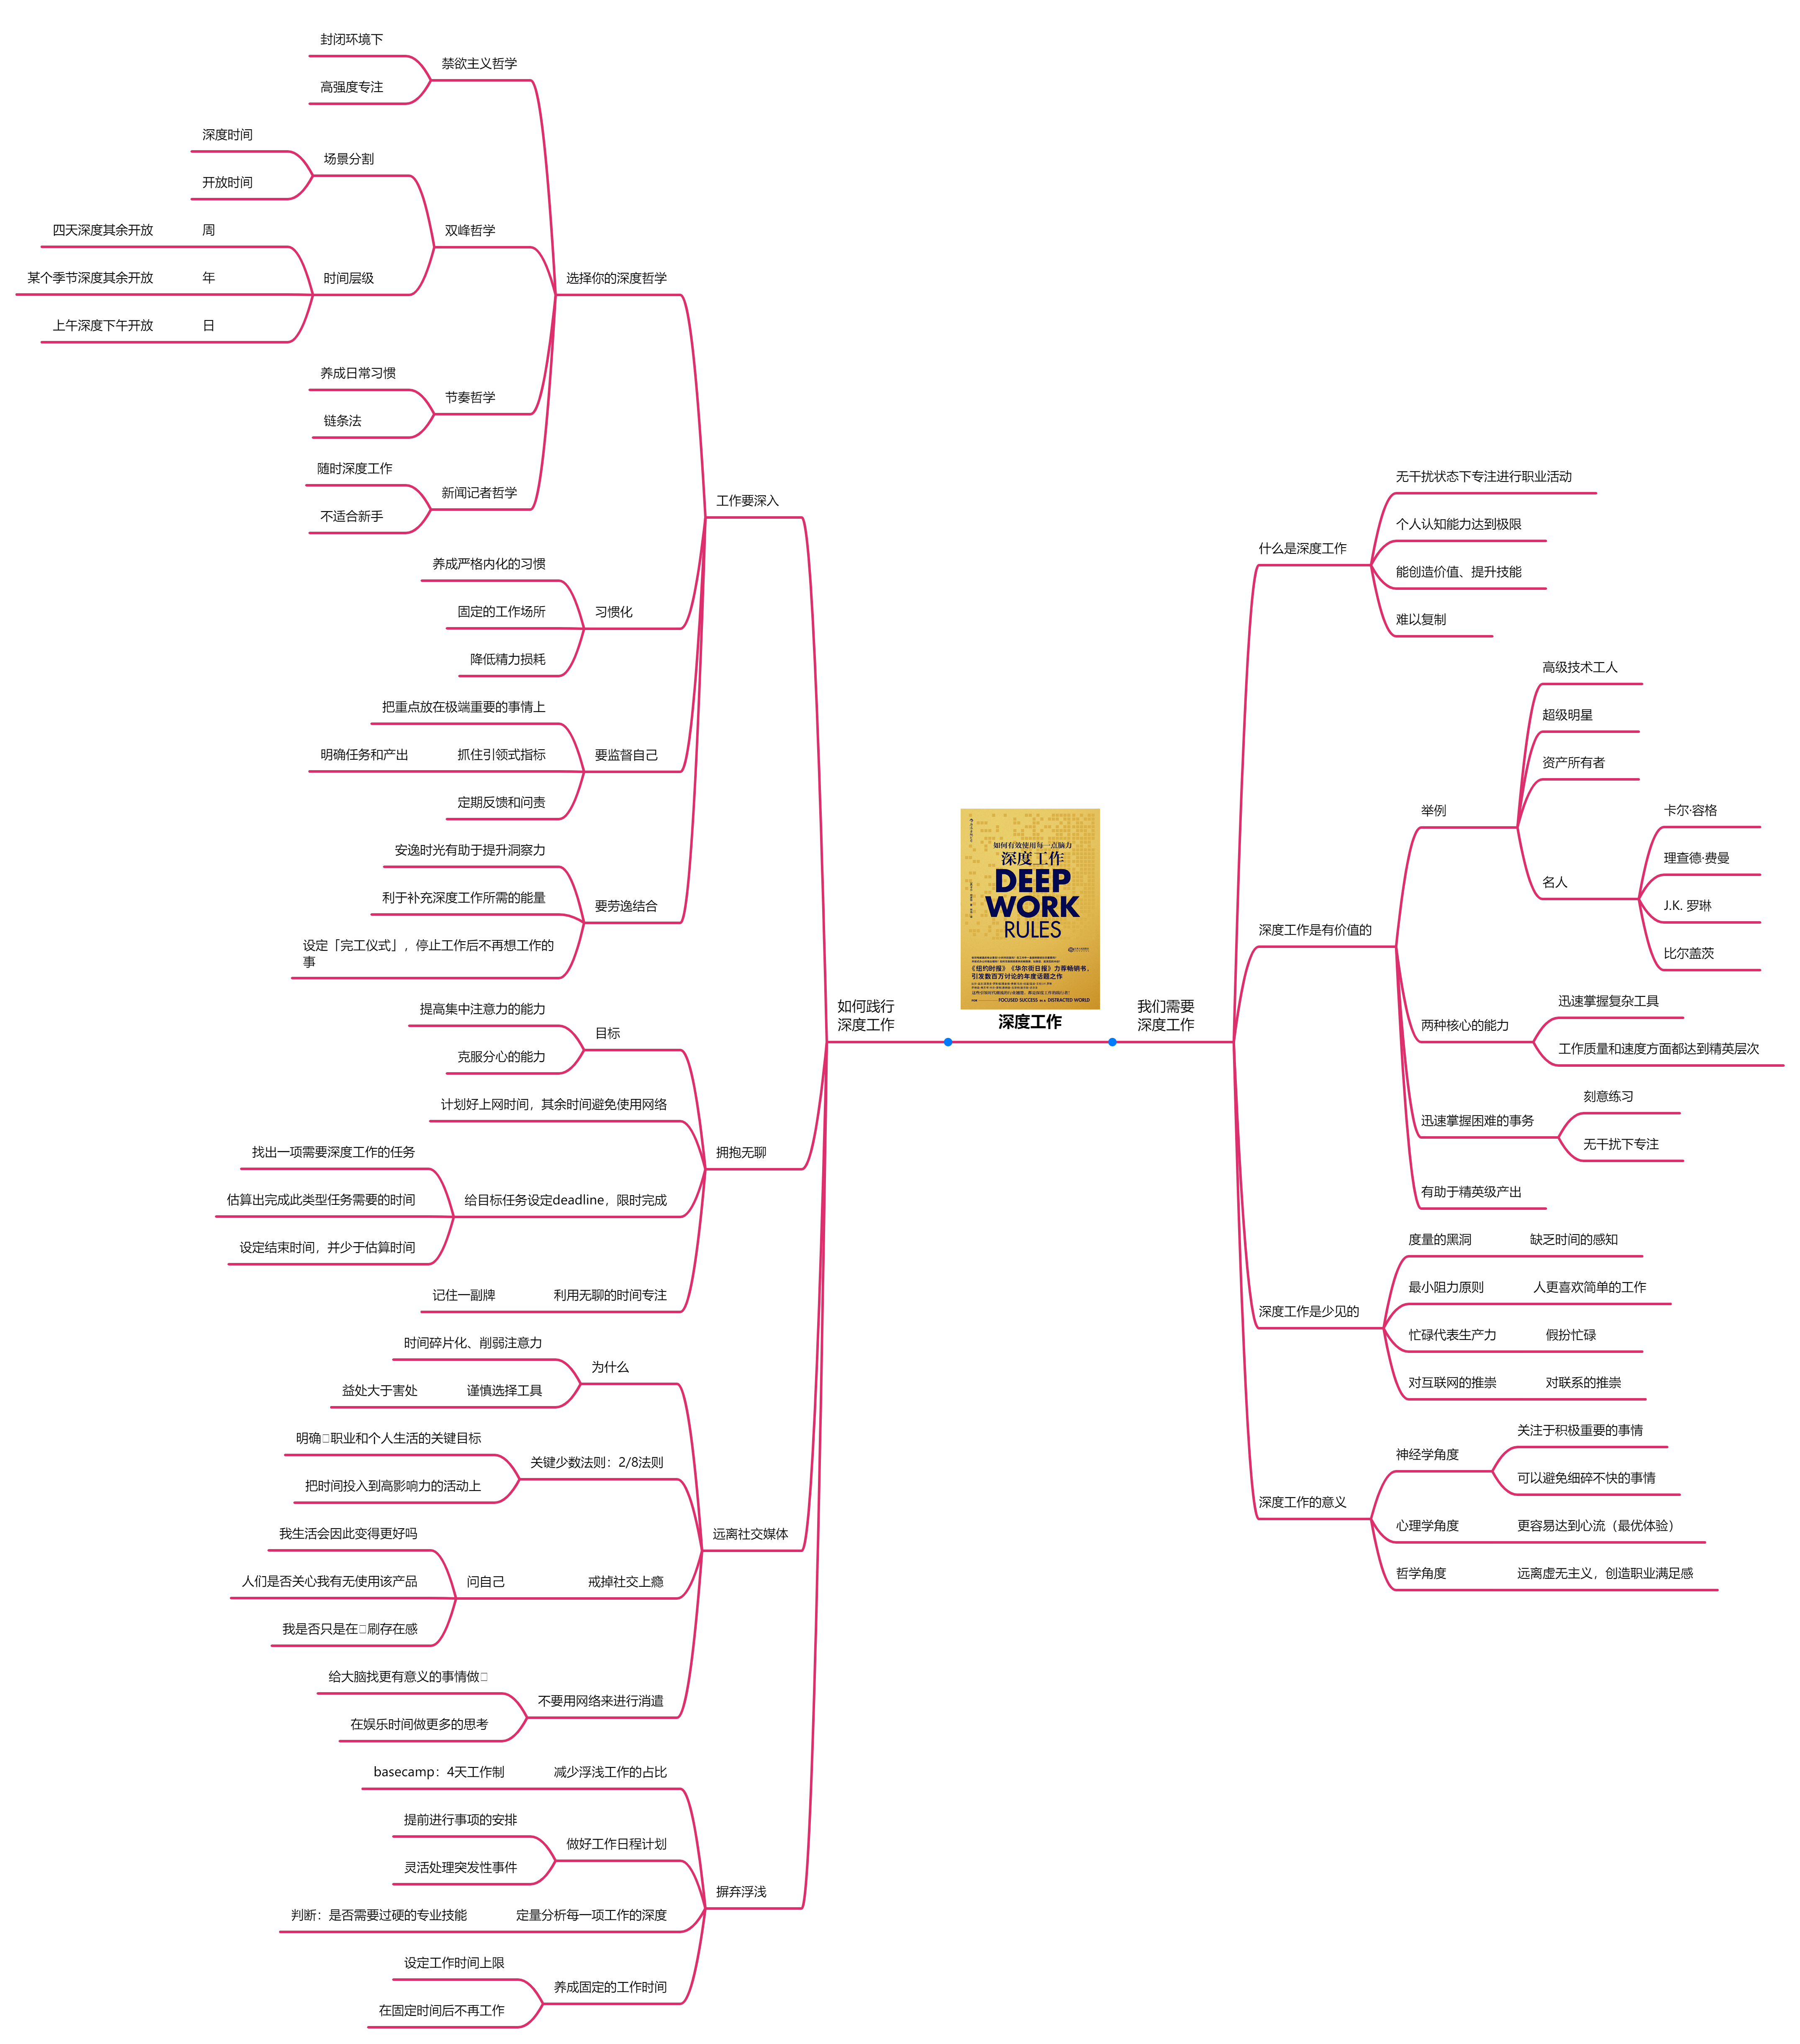 深度工作
如何有效使用每一点脑力
深度工作
DEEP
WORK
RULES
《纽约时报》《华尔街日报》力荐畅销书，
引发数百万讨论的年度话题之作
FOCUSED SUCCESS IN A DISTRACTED WORLD
我们需要
深度工作
什么是深度工作
无干扰状态下专注进行职业活动
个人认知能力达到极限
能创造价值、提升技能
难以复制
深度工作是有价值的
举例
高级技术工人
超级明星
资产所有者
名人
卡尔·容格
理查德·费曼
J.K. 罗琳
比尔盖茨
两种核心的能力
迅速掌握复杂工具
工作质量和速度方面都达到精英层次
迅速掌握困难的事务
刻意练习
无干扰下专注
有助于精英级产出
深度工作是少见的
度量的黑洞
缺乏时间的感知
最小阻力原则
人更喜欢简单的工作
忙碌代表生产力
假扮忙碌
对互联网的推崇
对联系的推崇
深度工作的意义
神经学角度
关注于积极重要的事情
可以避免细碎不快的事情
心理学角度
更容易达到心流（最优体验）
哲学角度
远离虚无主义，创造职业满足感
如何践行
深度工作
工作要深入
选择你的深度哲学
禁欲主义哲学
封闭环境下
高强度专注
双峰哲学
场景分割
深度时间
开放时间
时间层级
周
四天深度其余开放
年
某个季节深度其余开放
日
上午深度下午开放
节奏哲学
养成日常习惯
链条法
新闻记者哲学
随时深度工作
不适合新手
习惯化
养成严格内化的习惯
固定的工作场所
降低精力损耗
要监督自己
把重点放在极端重要的事情上
抓住引领式指标
明确任务和产出
定期反馈和问责
要劳逸结合
安逸时光有助于提升洞察力
利于补充深度工作所需的能量
设定「完工仪式」，停止工作后不再想工作的
事
拥抱无聊
目标
提高集中注意力的能力
克服分心的能力
计划好上网时间，其余时间避免使用网络
给目标任务设定deadline，限时完成
找出一项需要深度工作的任务
估算出完成此类型任务需要的时间
设定结束时间，并少于估算时间
利用无聊的时间专注
记住一副牌
远离社交媒体
为什么
时间碎片化、削弱注意力
谨慎选择工具
益处大于害处
关键少数法则：2/8法则
明确职业和个人生活的关键目标
把时间投入到高影响力的活动上
戒掉社交上瘾
问自己
我生活会因此变得更好吗
人们是否关心我有无使用该产品
我是否只是在刷存在感
不要用网络来进行消遣
给大脑找更有意义的事情做
在娱乐时间做更多的思考
摒弃浮浅
减少浮浅工作的占比
basecamp：4天工作制
做好工作日程计划
提前进行事项的安排
灵活处理突发性事件
定量分析每一项工作的深度
判断：是否需要过硬的专业技能
养成固定的工作时间
设定工作时间上限
在固定时间后不再工作